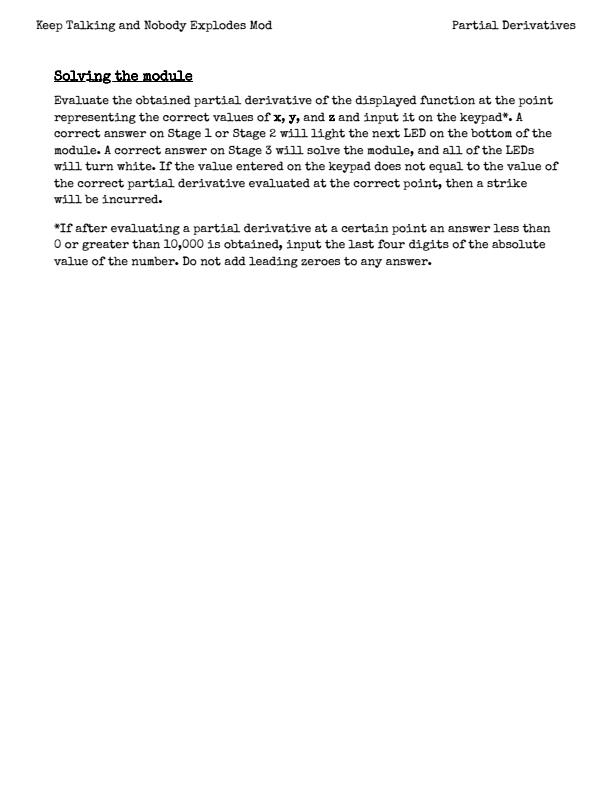 Keep Talking and Nobody Explodes Mod Partial Derivatives
Solving the module
Evaluate the obtained partial derivative of the displayed function at the point
representing the correct values of x, y, and z and input it on the keypad*. A
correct answer on Stage 1 or Stage 2 will light the next LED on the bottom of the
module. A correct answer on Stage 3 will solve the module, and all of the LEDs
will turn white. If the value entered on the keypad does not equal to the value of
the correct partial derivative evaluated at the correct point, then a strike
will be incurred.
*If after evaluating a partial derivative at a certain point an answer less than
0 or greater than 10,000 is obtained, input the last four digits of the absolute
value of the number. Do not add leading zeroes to any answer.